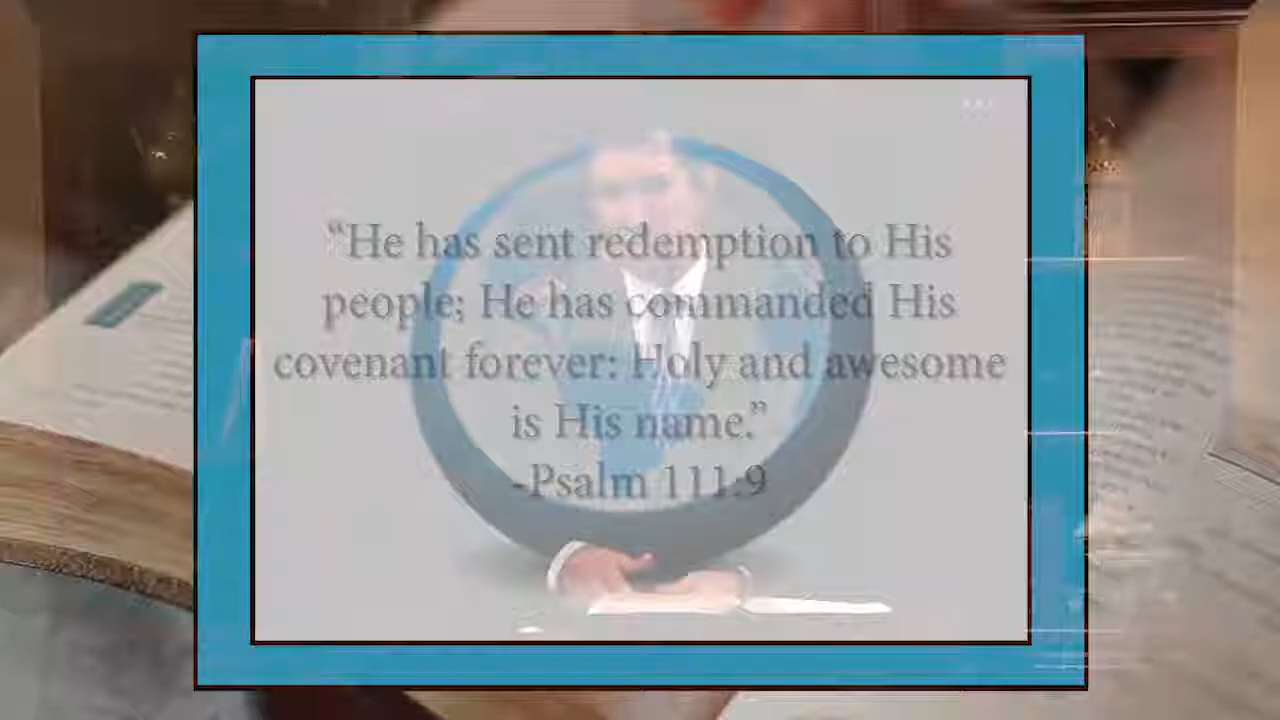 “He has sent redemption to His
people; He has commanded His
covenant forever: Holy and awesome
is His name.”
-Psalm 111:9